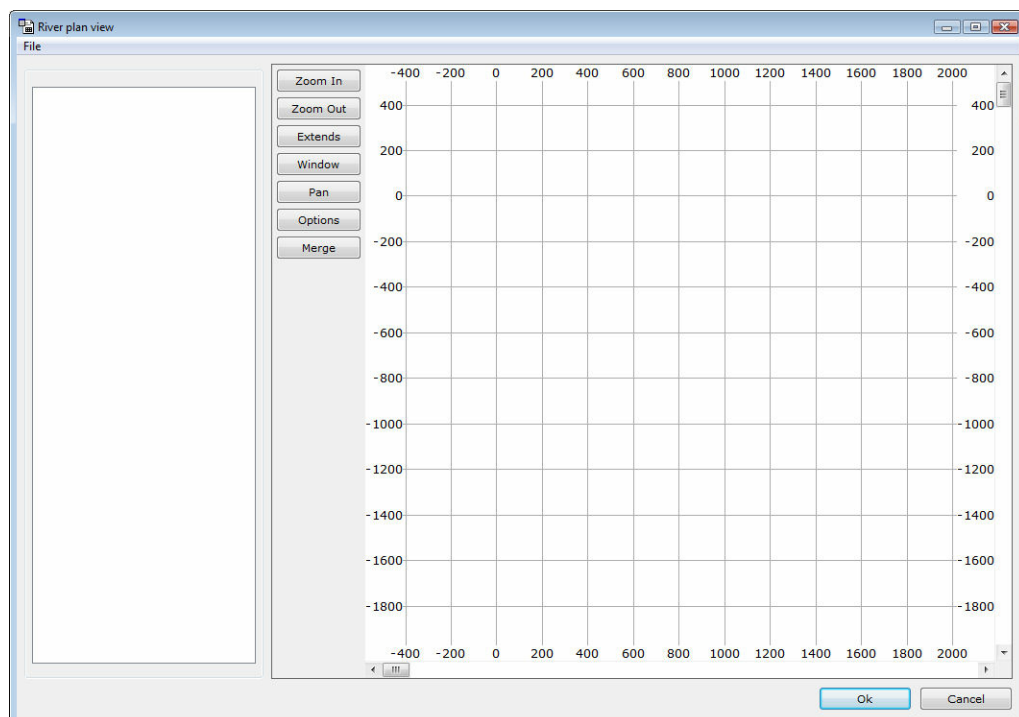 River plan view
File
Zoom In
Zoom Out
Extends
Window
Pan
Options
Merge
-400 -200 0 200 400 600 800 1000 1200 1400 1600 1800 2000
400 400
200 200
0 0
-200 -200
-400 -400
-600 -600
-800 -800
-1000 -1000
-1200 -1200
-1400 -1400
-1600 -1600
-1800 -1800
-400 -200 0 200 400 600 800 1000 1200 1400 1600 1800 2000
Ok Cancel